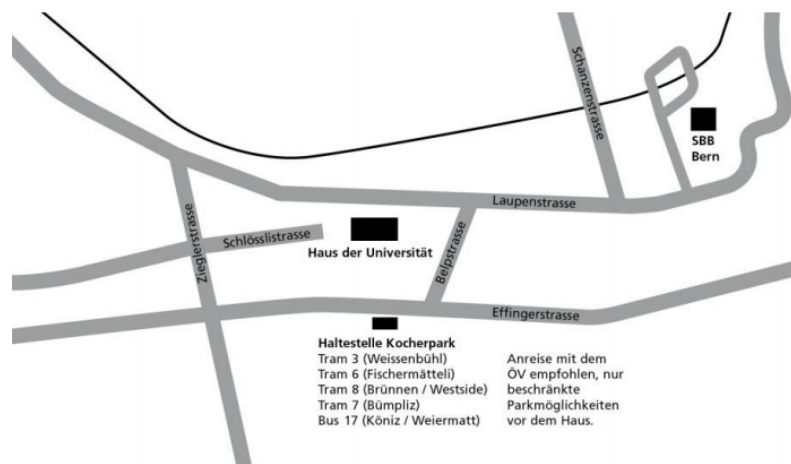 Schanzenstrasse
SBB
Bern
Laupenstrasse
Zieglerstrasse
Schlösslistrasse
Haus der Universität
Belpstrasse
Effingerstrasse
Haltestelle Kocherpark
Tram 3 (Weissenbühl)
Tram 6 (Fischermätteli)
Tram 8 (Brünnen / Westside)
Tram 7 (Bümpliz)
Bus 17 (Köniz / Weiermatt)
Anreise mit dem
ÖV empfohlen, nur
beschränkte
Parkmöglichkeiten
vor dem Haus.